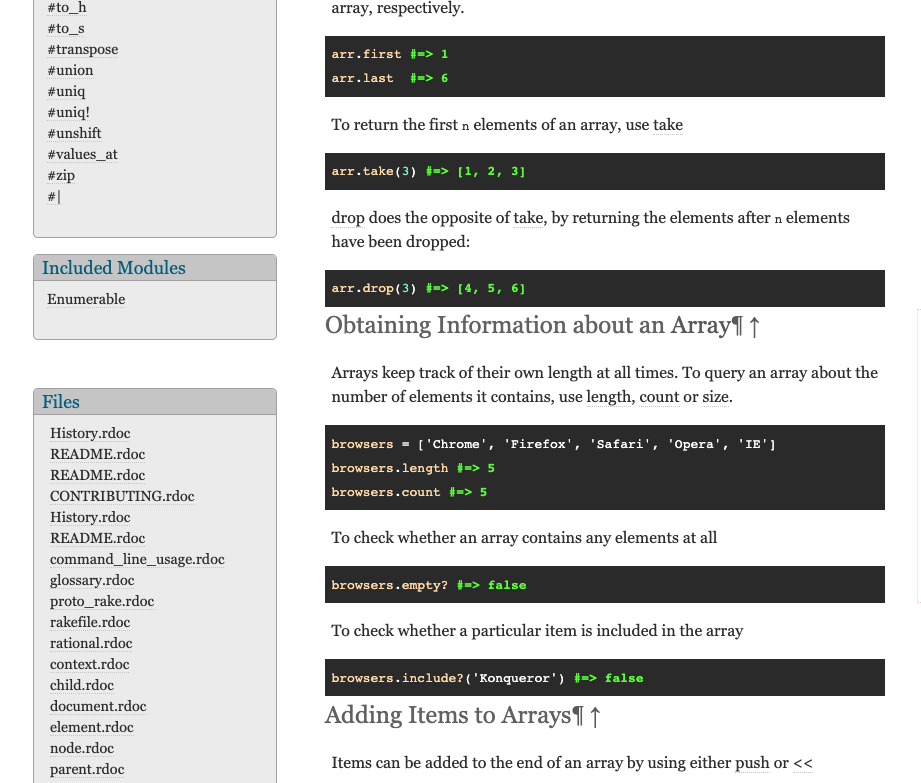 #to_h
#to_s
#transpose
#union
#uniq
#uniq!
#unshift
#values_at
#zip
#|
Included Modules
Enumerable
Files
History.rdoc
README.rdoc
README.rdoc
CONTRIBUTING.rdoc
History.rdoc
README.rdoc
command_line_usage.rdoc
glossary.rdoc
proto_rake.rdoc
rakefile.rdoc
rational.rdoc
context.rdoc
child.rdoc
document.rdoc
element.rdoc
node.rdoc
parent.rdoc
array, respectively.
arr.first #=> 1
arr.last  #=> 6
To return the first n elements of an array, use take
arr.take(3) #=> [1, 2, 3]
drop does the opposite of take, by returning the elements after n elements
have been dropped:
arr.drop(3) #=> [4, 5, 6]
Obtaining Information about an Array¶ ↑
Arrays keep track of their own length at all times. To query an array about the
number of elements it contains, use length, count or size.
browsers = ['Chrome', 'Firefox', 'Safari', 'Opera', 'IE']
browsers.length #=> 5
browsers.count #=> 5
To check whether an array contains any elements at all
browsers.empty? #=> false
To check whether a particular item is included in the array
browsers.include?('Konqueror') #=> false
Adding Items to Arrays¶ ↑
Items can be added to the end of an array by using either push or <<